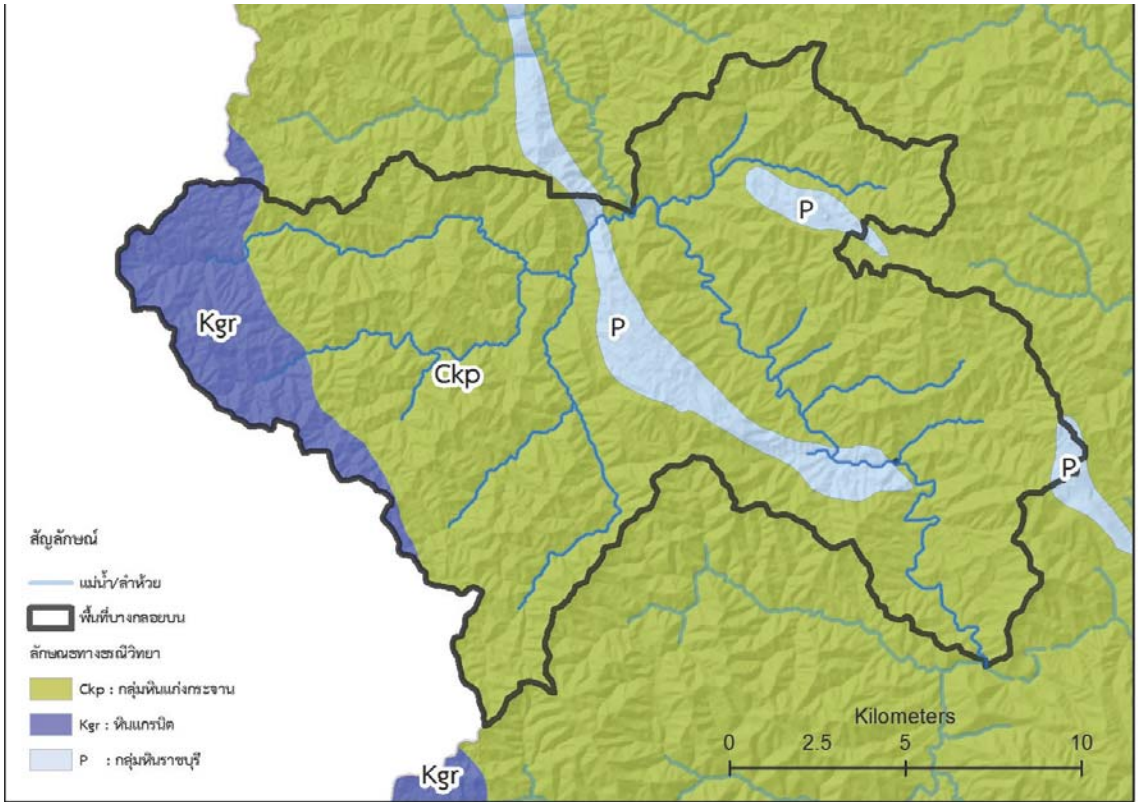 P
Kgr
P
Ckp
P
สัญลักษณ์
แม่น้ำ/ลำห้วย
พื้นที่บางกลอยบน
ลักษณะทางธรณีวิทยา
Ckp : กลุ่มหินแก่งกระจาน
Kgr : หินแกรนิต
P : กลุ่มหินราชบุรี
Kilometers
0 2.5 5 10
Kgr